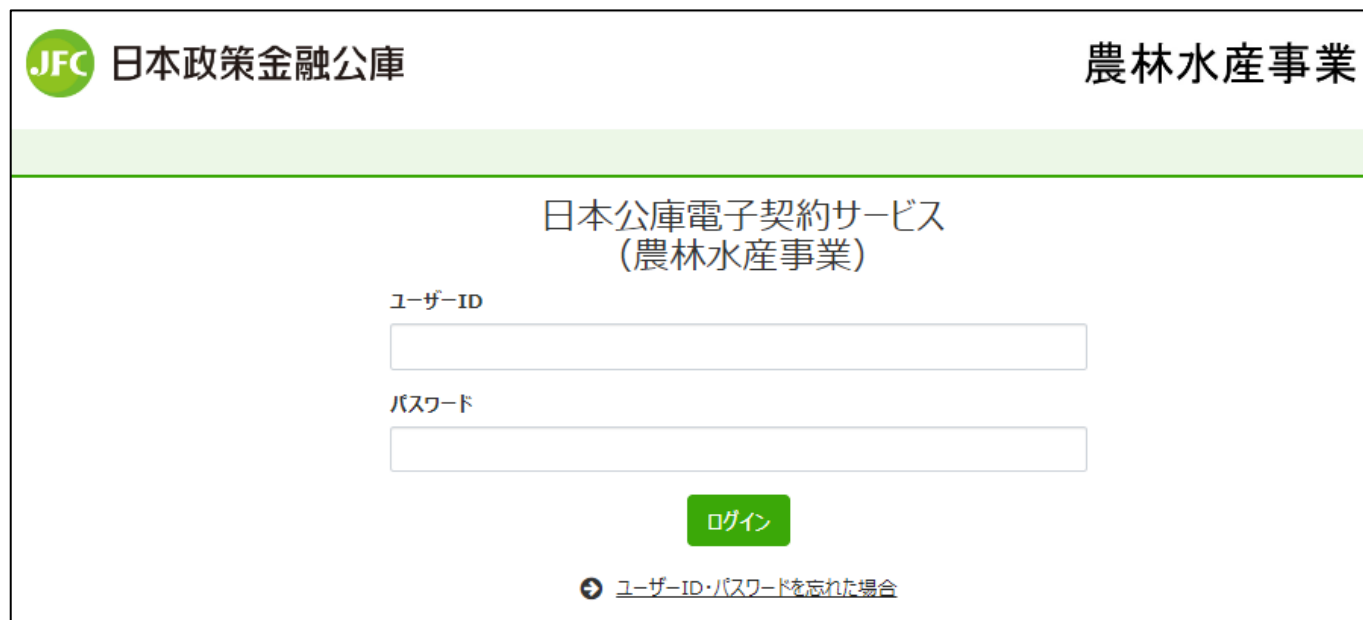 JFC 日本政策金融公庫
農林水産事業
日本公庫電子契約サービス
（農林水産事業）
ユーザーID
パスワード
ログイン
ユーザーID・パスワードを忘れた場合